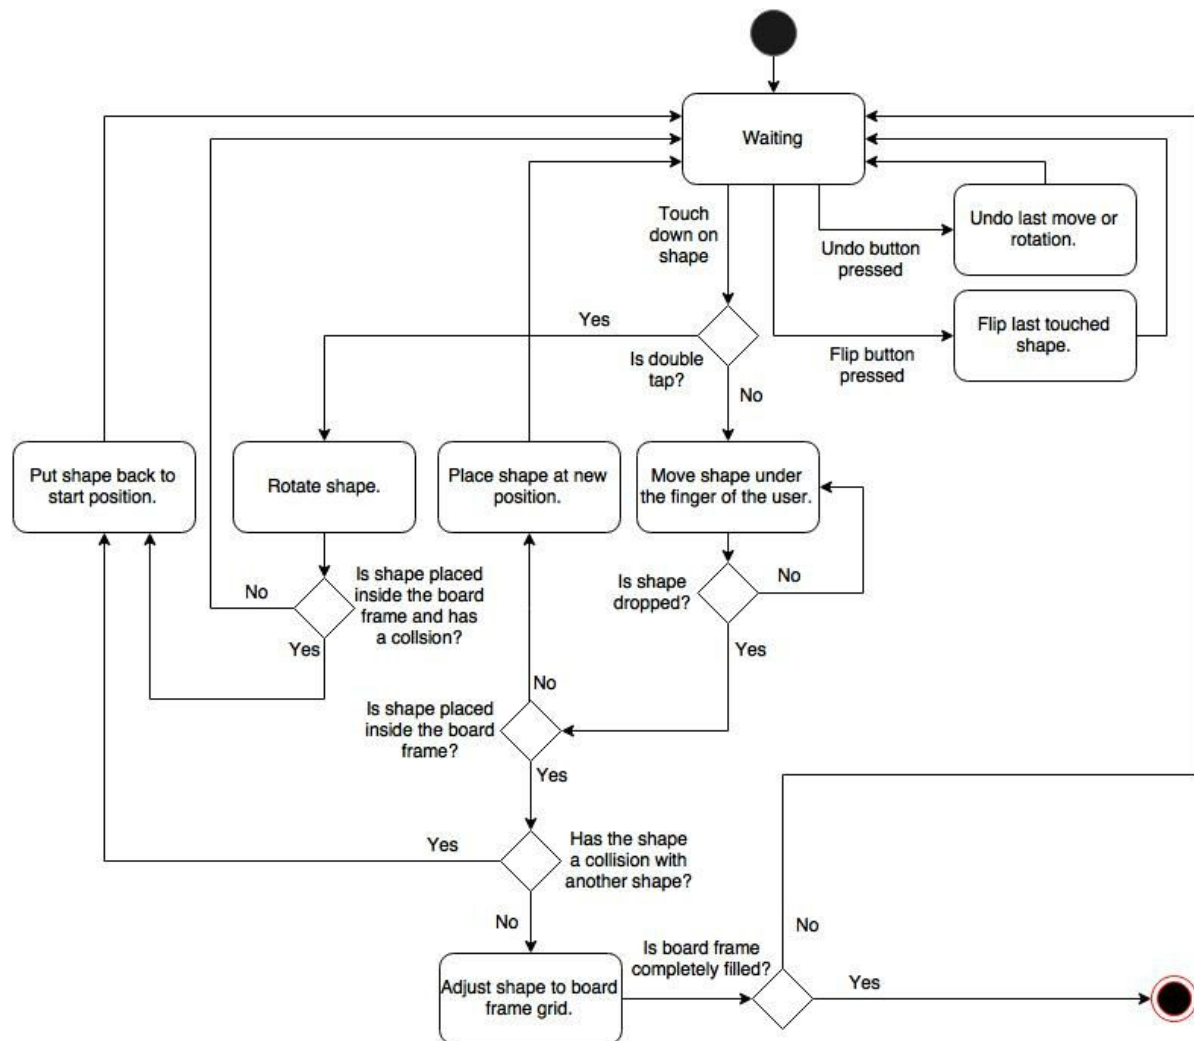 Waiting
Touch
down on
shape
Undo last move or
rotation.
Undo button
pressed
Yes
Flip last touched
shape.
Is double
tap?
Flip button
pressed
No
Put shape back to
start position.
Rotate shape.
Place shape at new
position.
Move shape under
the finger of the user.
Is shape placed
inside the board
frame and has
a collsion?
No
Yes
Is shape
dropped?
No
Yes
No
Is shape placed
inside the board
frame?
Yes
Yes
Has the shape
a collision with
another shape?
No
No
Is board frame
completely filled?
Yes
Adjust shape to board
frame grid.